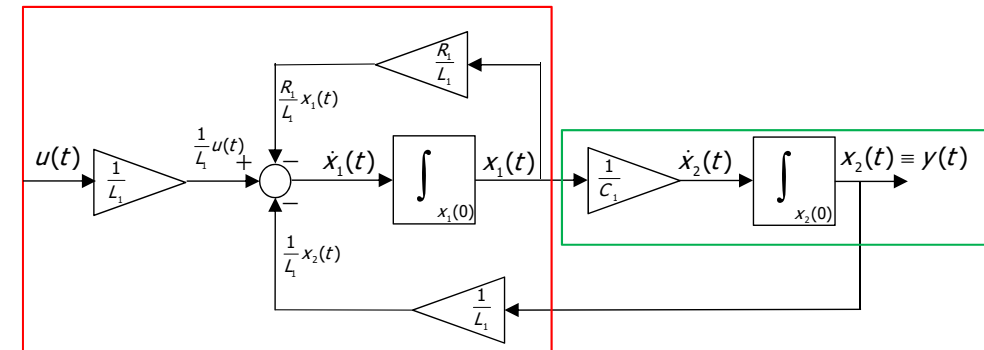 R₁/L₁
R₁/L₁ x₁(t)
u(t)
1/L₁
1/L₁ u(t)
+
−
−
ẋ₁(t)
∫
x₁(0)
x₁(t)
1/C₁
ẋ₂(t)
∫
x₂(0)
x₂(t) ≡ y(t)
1/L₁ x₂(t)
1/L₁